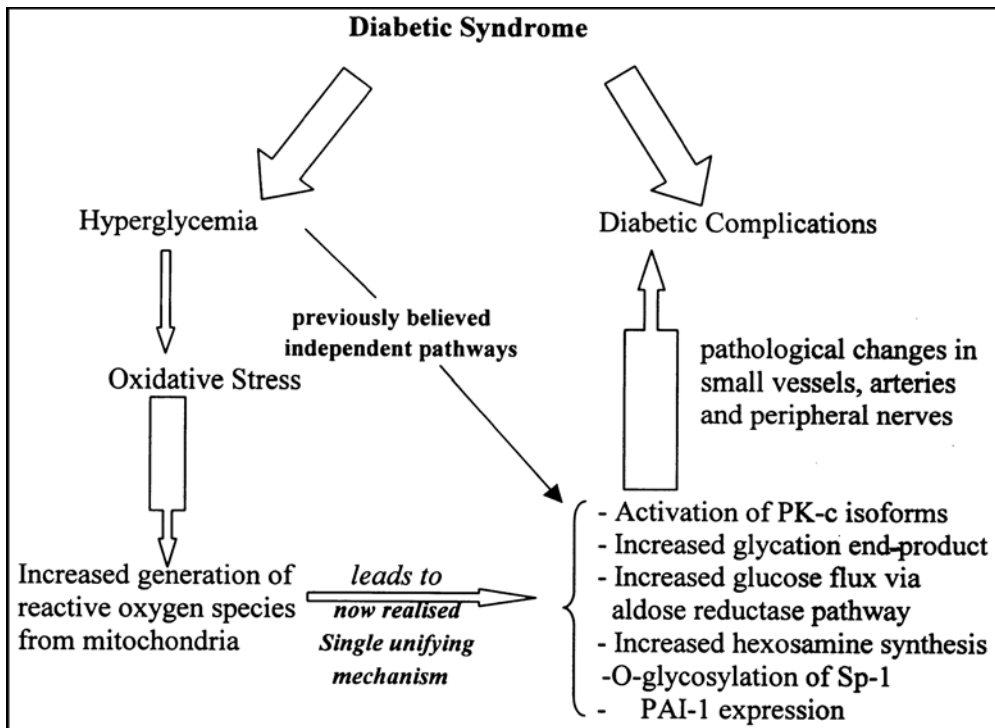 Diabetic Syndrome
Hyperglycemia
Diabetic Complications
previously believed
independent pathways
pathological changes in
small vessels, arteries
and peripheral nerves
Oxidative Stress
Increased generation of
reactive oxygen species
from mitochondria
leads to
now realised
Single unifying
mechanism
- Activation of PK-c isoforms
- Increased glycation end-product
- Increased glucose flux via
aldose reductase pathway
- Increased hexosamine synthesis
-O-glycosylation of Sp-1
- PAI-1 expression